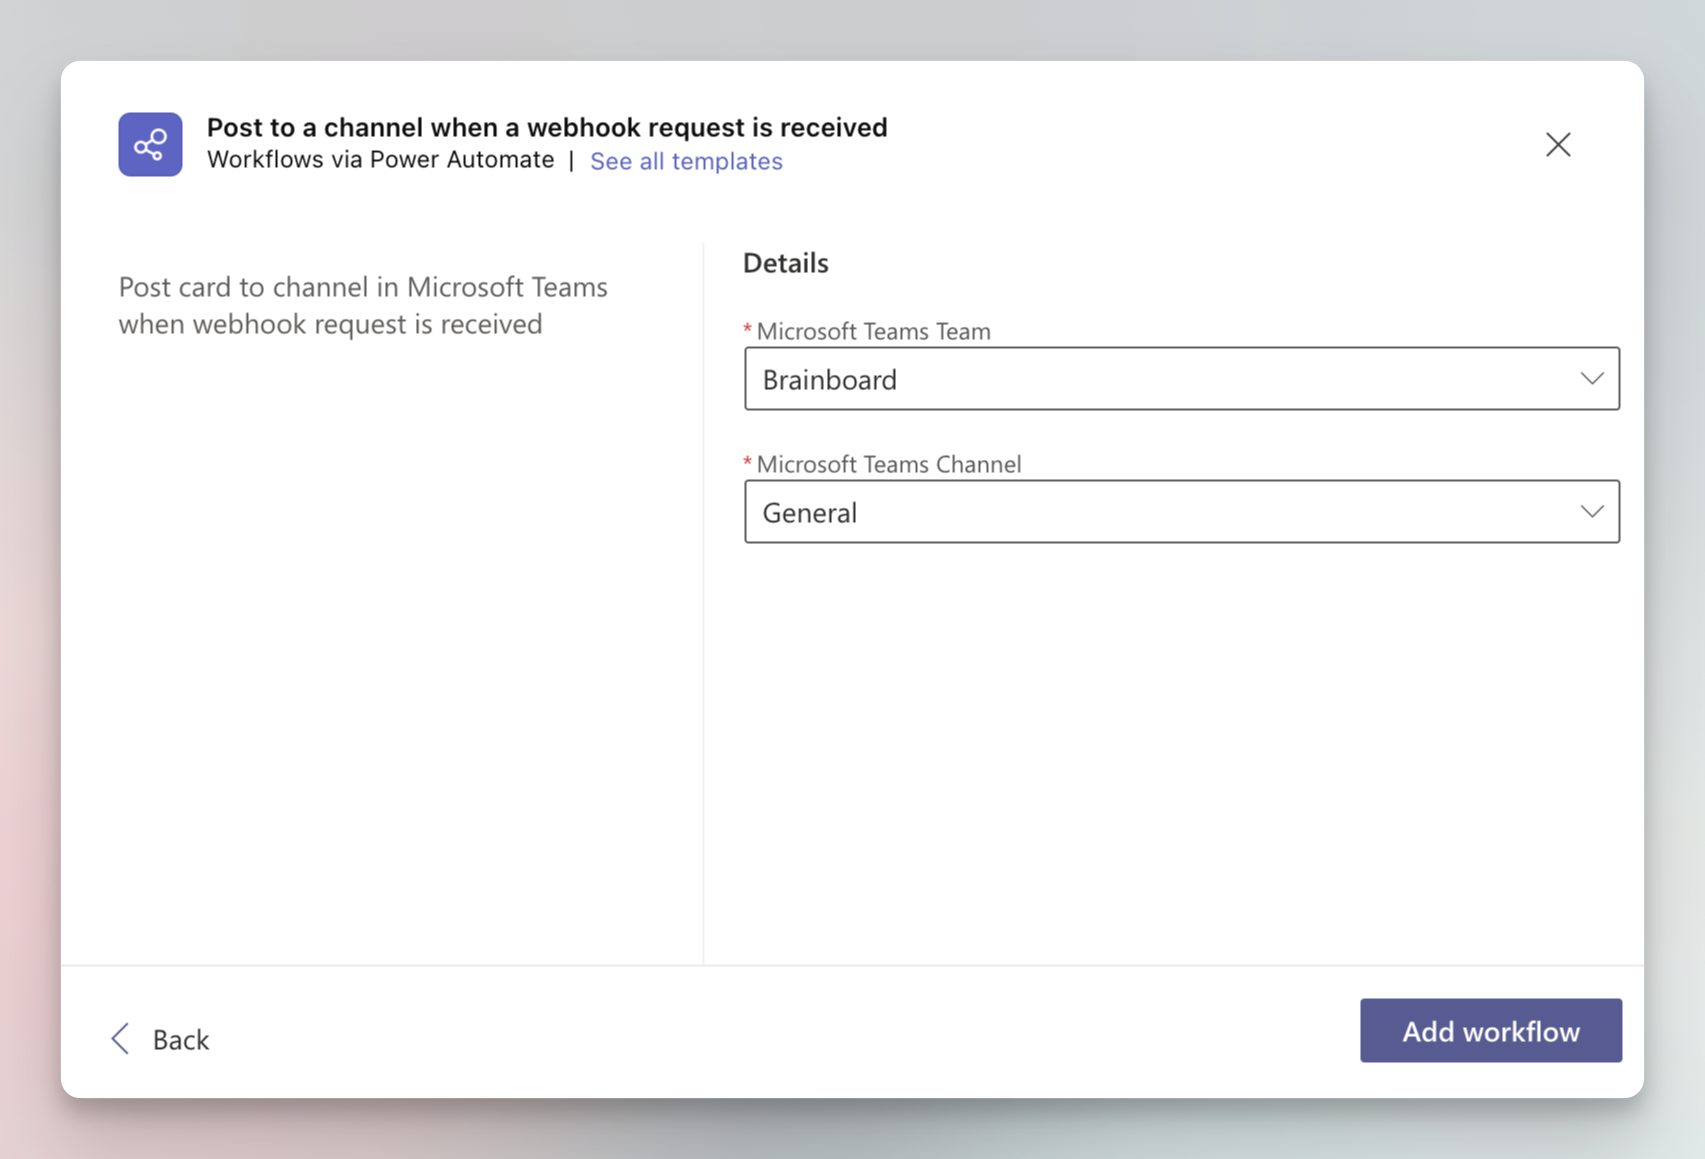 Post to a channel when a webhook request is received
Workflows via Power Automate | See all templates
Post card to channel in Microsoft Teams
when webhook request is received
Details
* Microsoft Teams Team
Brainboard
* Microsoft Teams Channel
General
Back
Add workflow